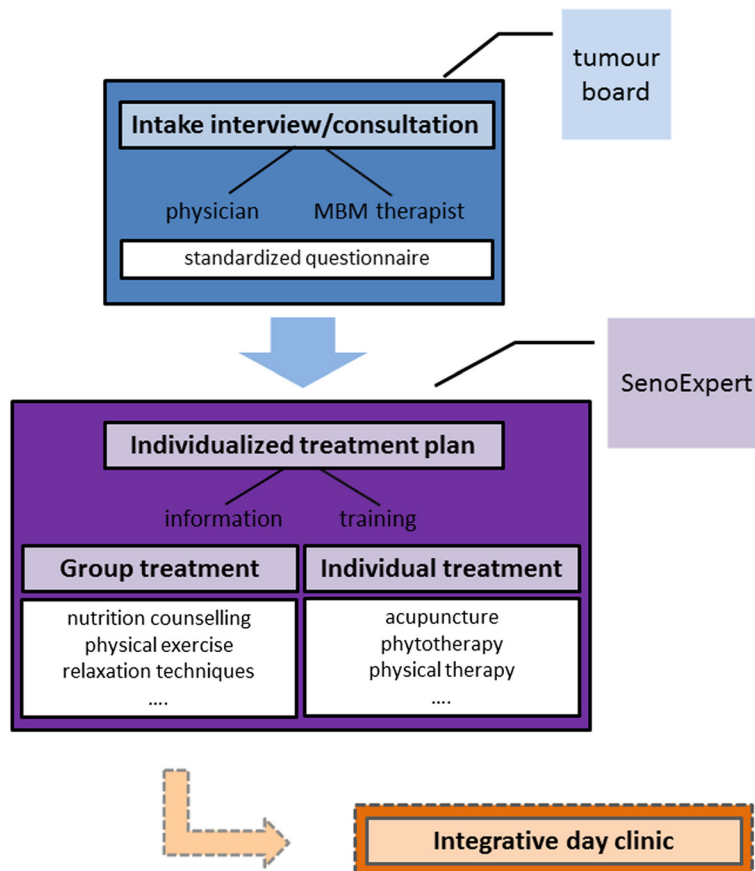 tumour
board
Intake interview/consultation
physician MBM therapist
standardized questionnaire
SenoExpert
Individualized treatment plan
information training
Group treatment Individual treatment
nutrition counselling acupuncture
physical exercise phytotherapy
relaxation techniques physical therapy
.... ....
Integrative day clinic